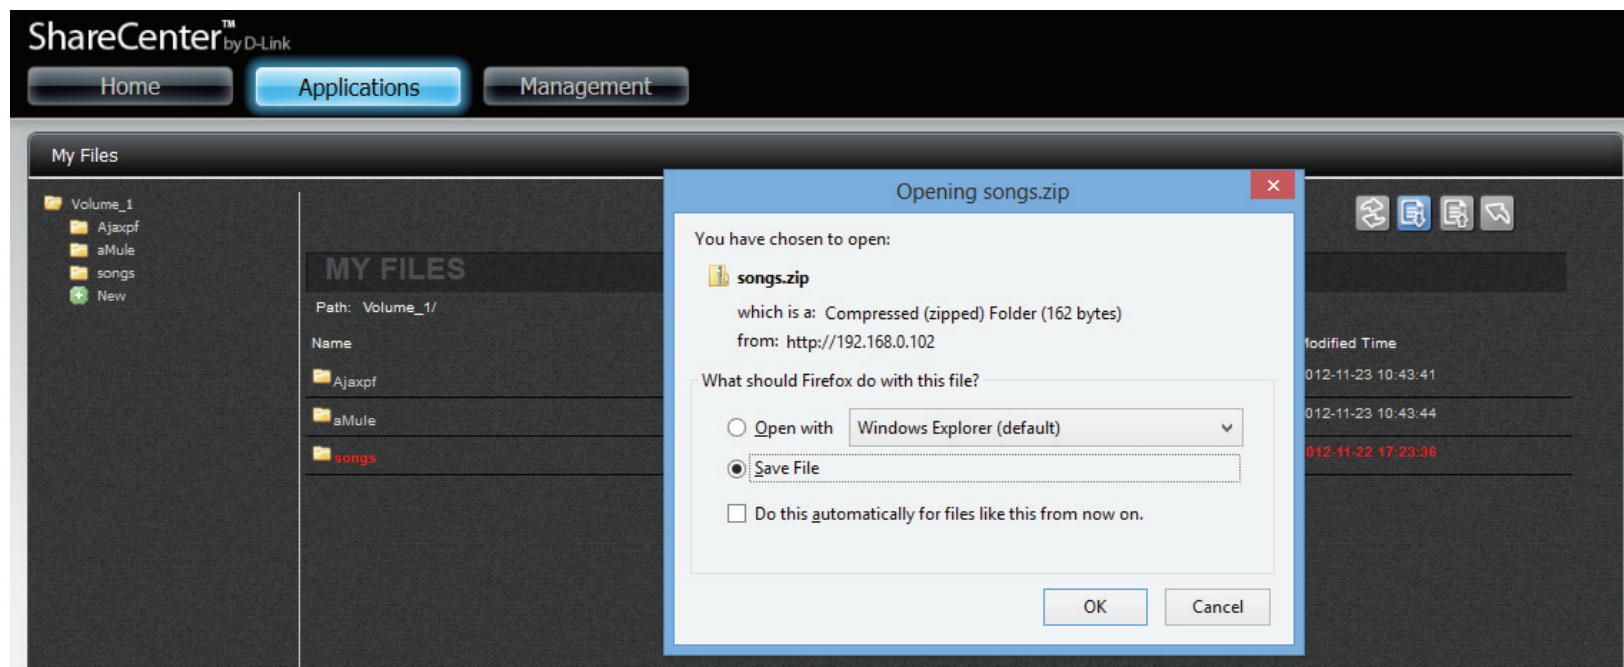 ShareCenter™ by D-Link
Home Applications Management
My Files
Volume_1
Ajaxpf
aMule
songs
New
MY FILES
Path: Volume_1/
Name
Modified Time
Ajaxpf
012-11-23 10:43:41
aMule
012-11-23 10:43:44
songs
012-11-22 17:23:36
Opening songs.zip
You have chosen to open:
songs.zip
which is a: Compressed (zipped) Folder (162 bytes)
from: http://192.168.0.102
What should Firefox do with this file?
Open with Windows Explorer (default)
Save File
Do this automatically for files like this from now on.
OK Cancel